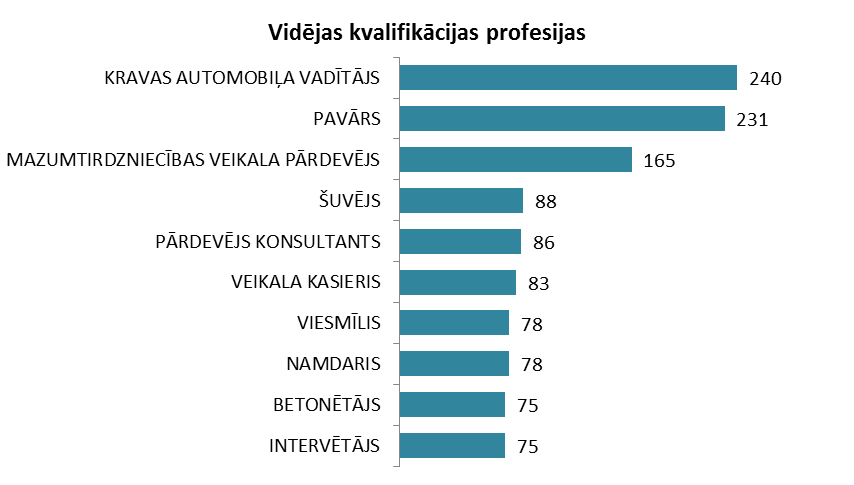 Vidējas kvalifikācijas profesijas
KRAVAS AUTOMOBIĻA VADĪTĀJS 240
PAVĀRS 231
MAZUMTIRDZNIECĪBAS VEIKALA PĀRDEVĒJS 165
ŠUVĒJS 88
PĀRDEVĒJS KONSULTANTS 86
VEIKALA KASIERIS 83
VIESMĪLIS 78
NAMDARIS 78
BETONĒTĀJS 75
INTERVĒTĀJS 75